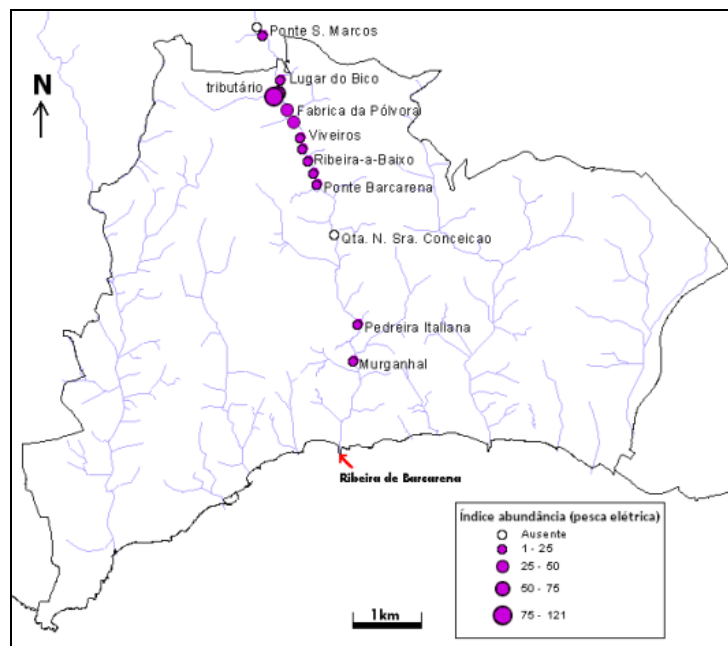 Ponte S. Marcos
Lugar do Bico
tributário
N
Fabrica da Pólvora
Viveiros
Ribeira-a-Baixo
Ponte Barcarena
Qta. N. Sra. Conceicao
Pedreira Italiana
Murganhal
Ribeira de Barcarena
Índice abundância (pesca elétrica)
Ausente
1 - 25
25 - 50
50 - 75
75 - 121
1km